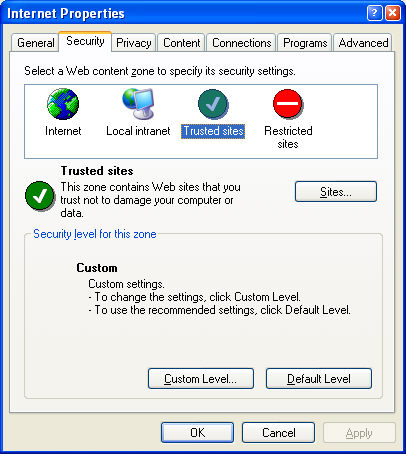 Internet Properties
General Security Privacy Content Connections Programs Advanced
Select a Web content zone to specify its security settings.
Internet Local intranet Trusted sites Restricted
sites
Trusted sites
This zone contains Web sites that you
trust not to damage your computer or
data.
Sites...
Security level for this zone
Custom
Custom settings.
- To change the settings, click Custom Level.
- To use the recommended settings, click Default Level.
Custom Level... Default Level
OK Cancel Apply